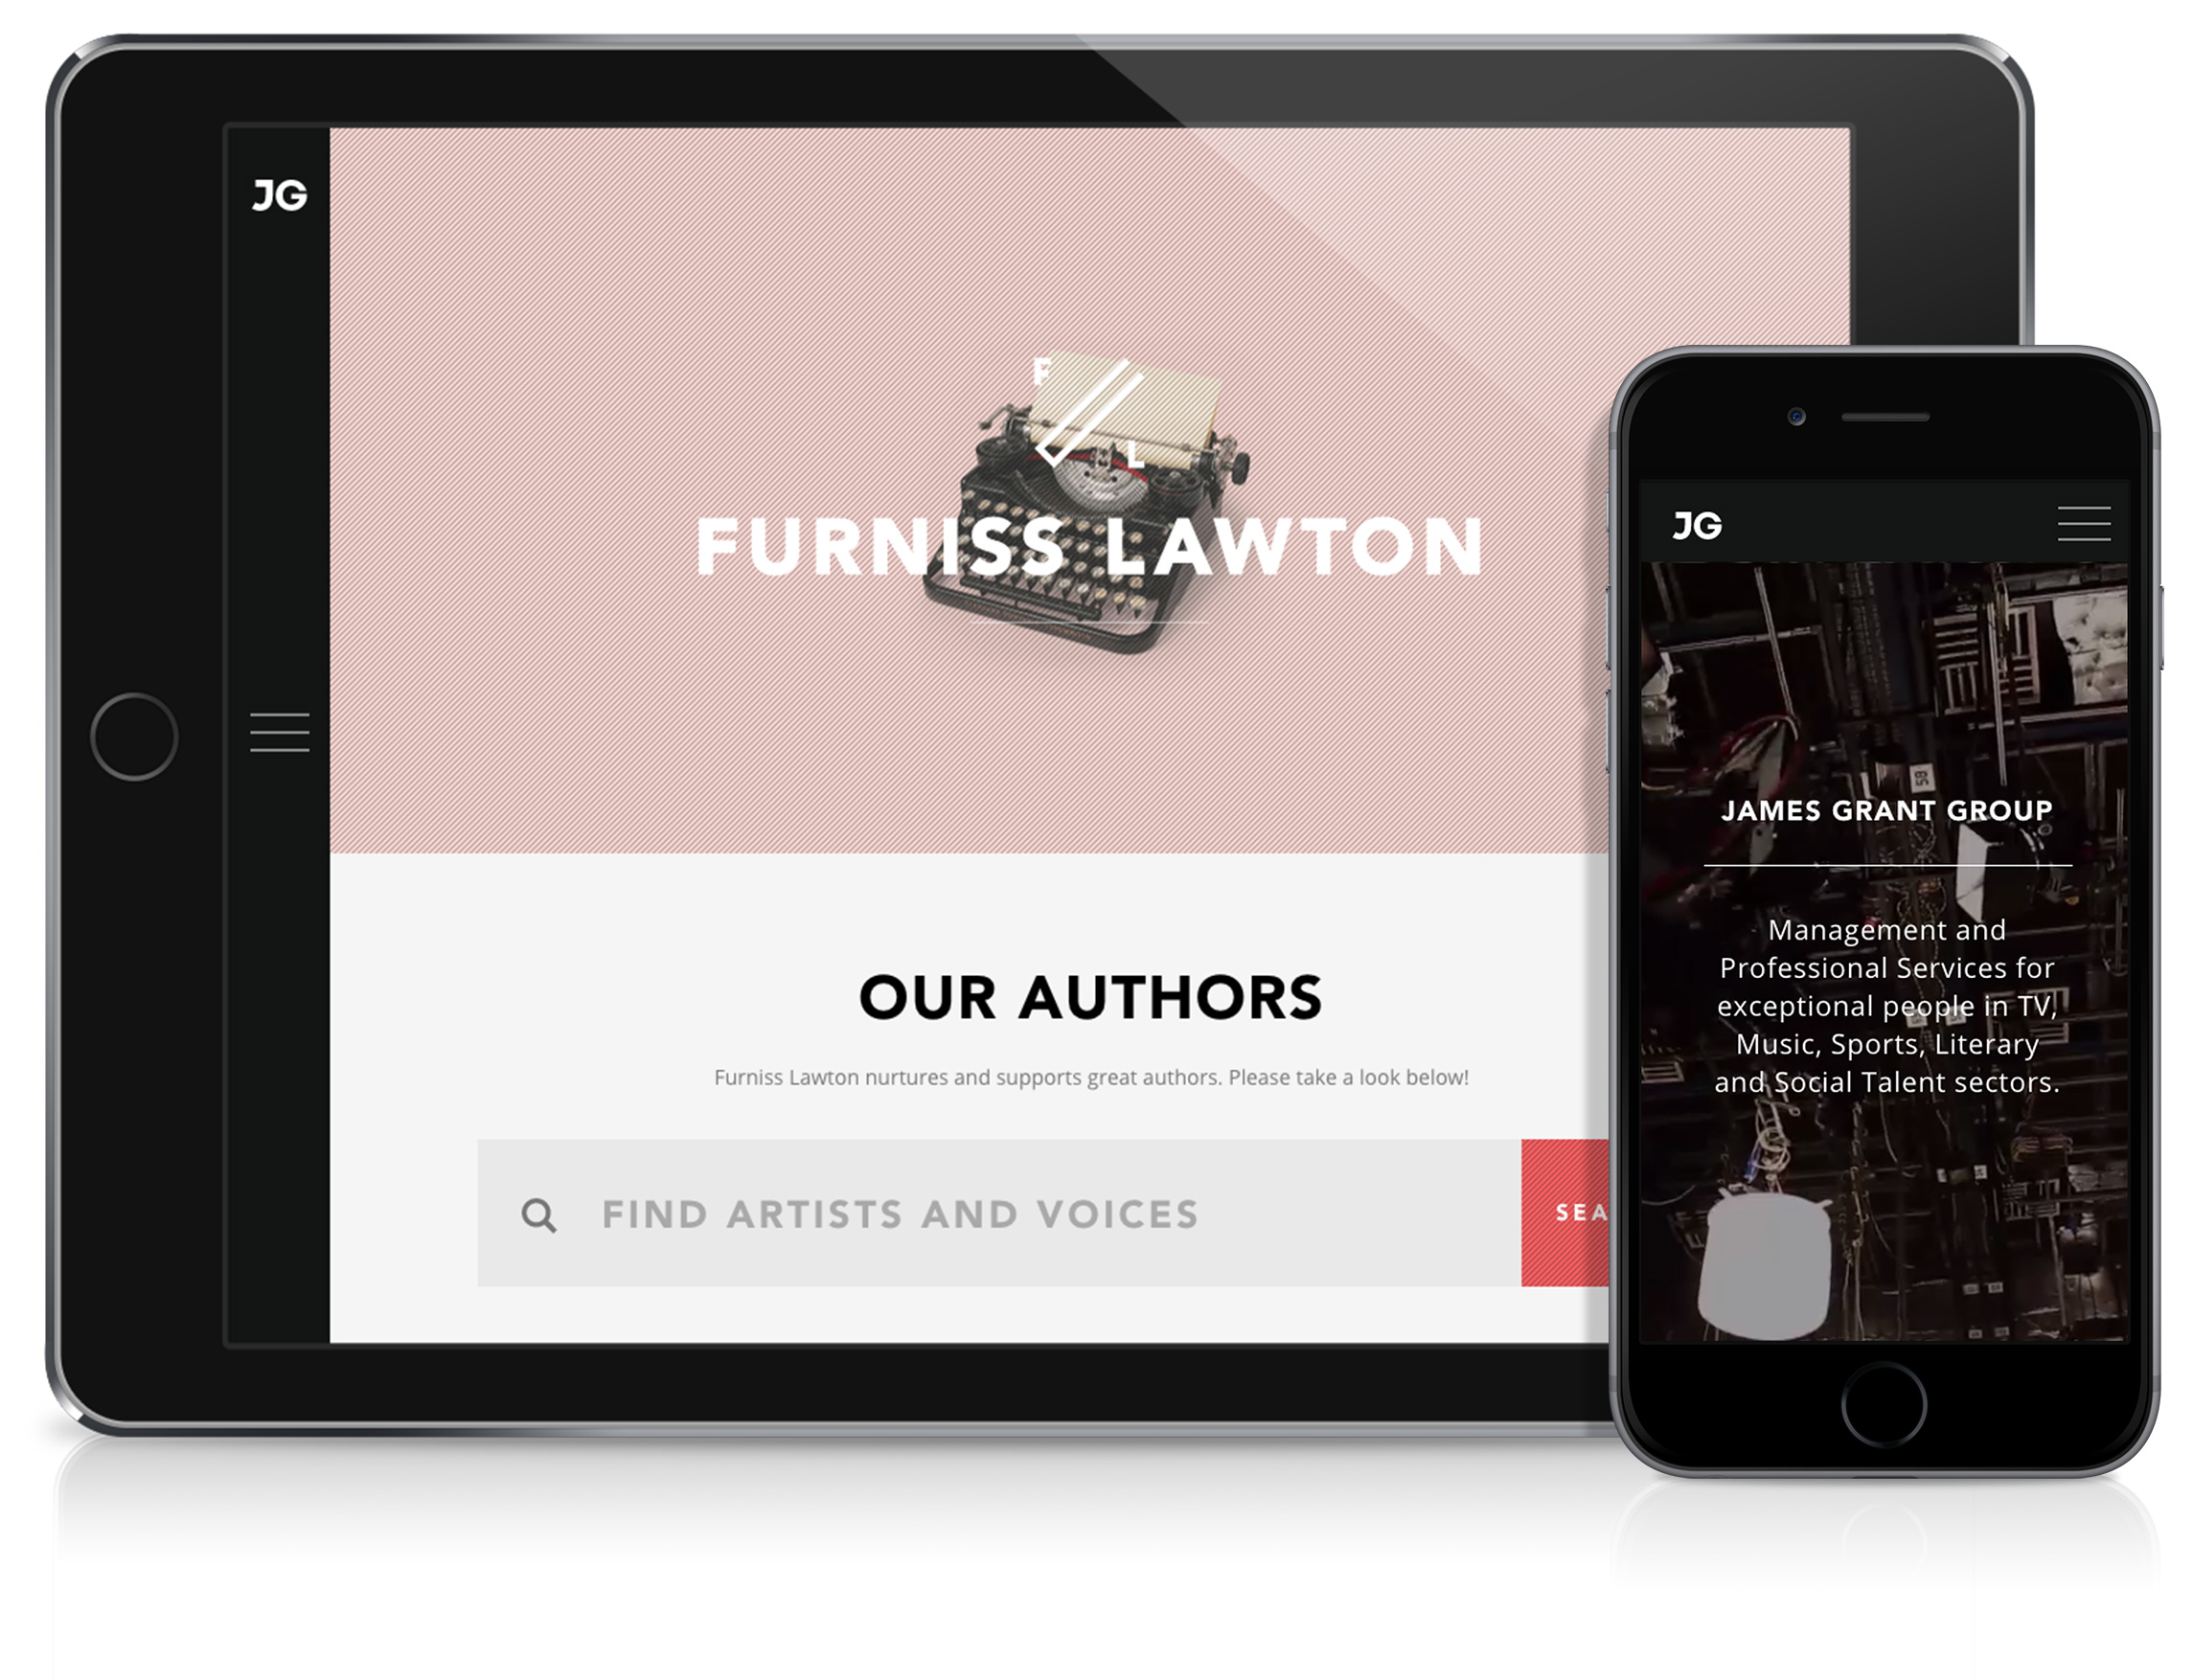 JG
F
L
FURNISS LAWTON
OUR AUTHORS
Furniss Lawton nurtures and supports great authors. Please take a look below!
FIND ARTISTS AND VOICES
SEA
JG
58
JAMES GRANT GROUP
Management and
Professional Services for
exceptional people in TV,
Music, Sports, Literary
and Social Talent sectors.